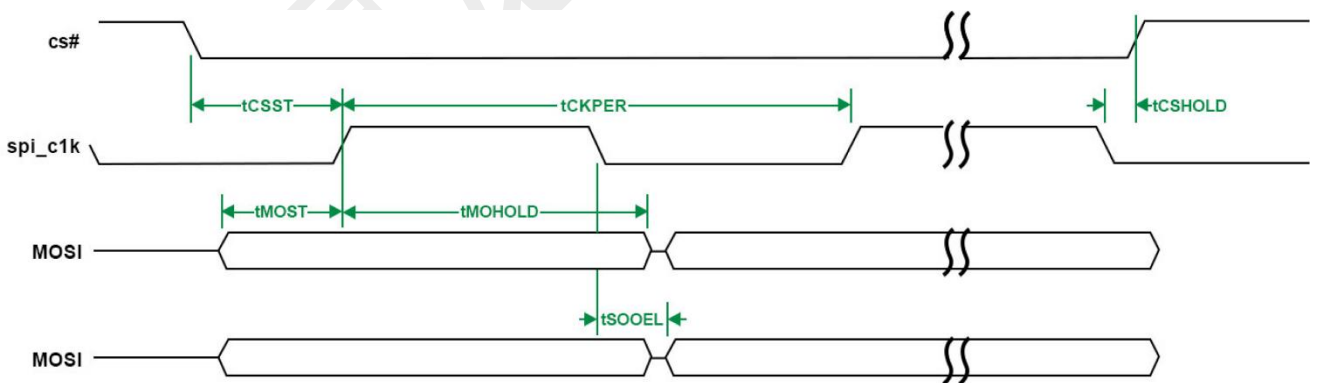 cs#
tCSST tCKPER tCSHOLD
spi_c1k
tMOST tMOHOLD
MOSI
tSOOEL
MOSI